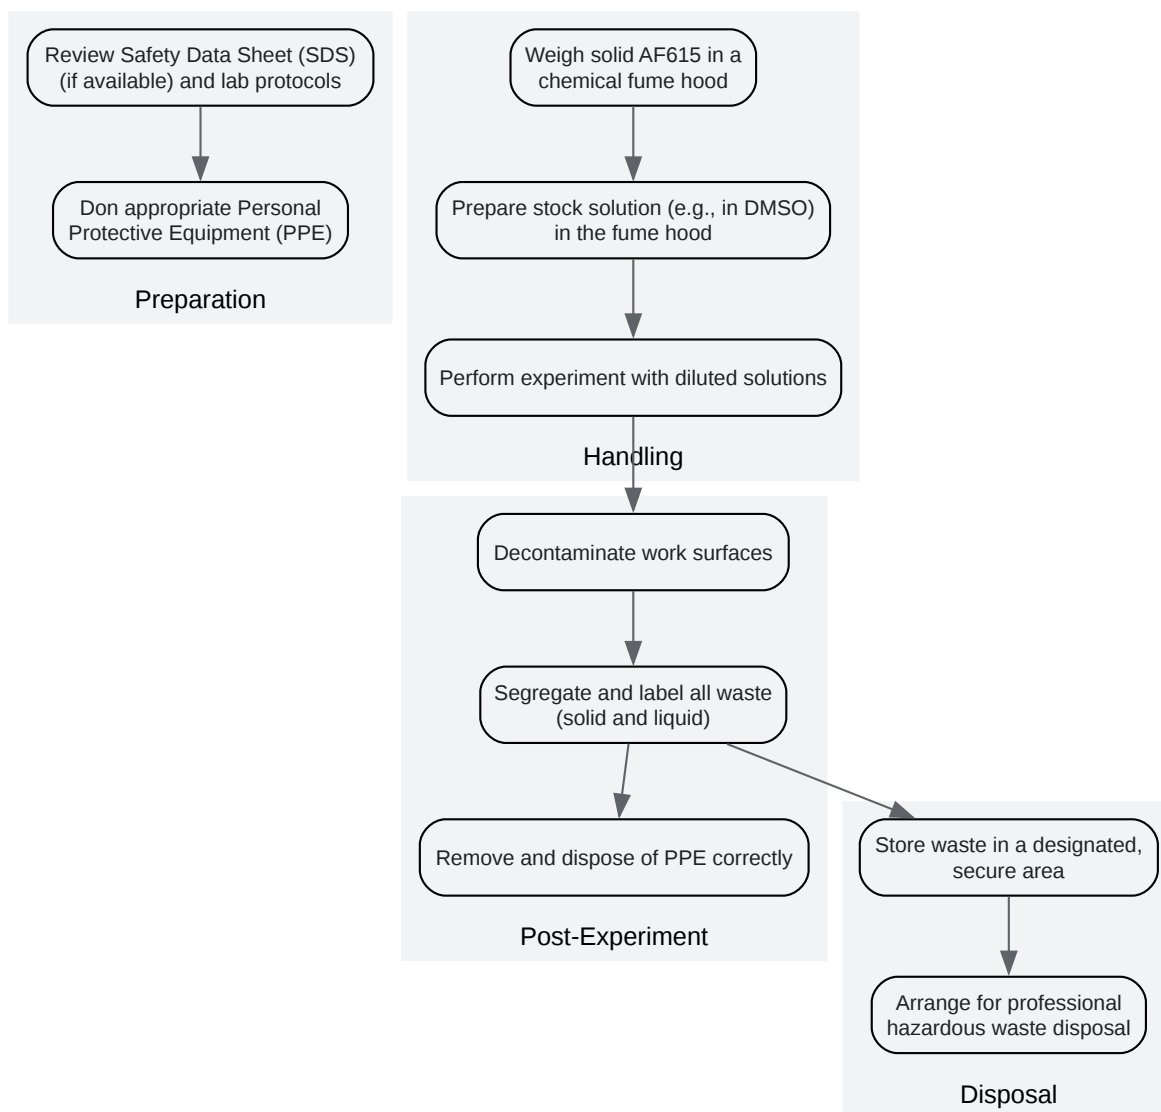 Review Safety Data Sheet (SDS)
(if available) and lab protocols
Don appropriate Personal
Protective Equipment (PPE)
Preparation
Weigh solid AF615 in a
chemical fume hood
Prepare stock solution (e.g., in DMSO)
in the fume hood
Perform experiment with diluted solutions
Handling
Decontaminate work surfaces
Segregate and label all waste
(solid and liquid)
Remove and dispose of PPE correctly
Post-Experiment
Store waste in a designated,
secure area
Arrange for professional
hazardous waste disposal
Disposal